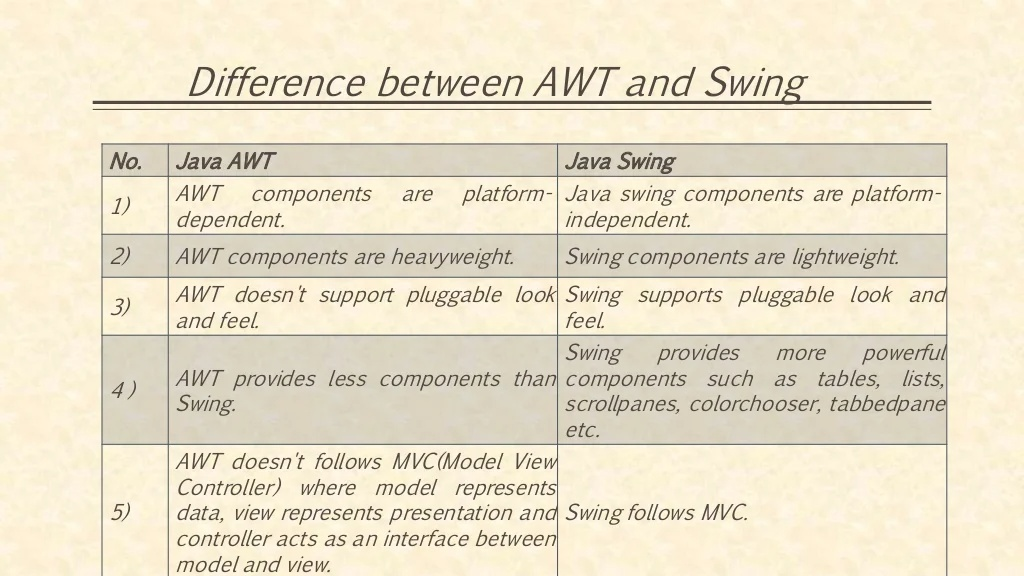 Difference between AWT and Swing
No. Java AWT Java Swing
1) AWT components are platform-
dependent.
Java swing components are platform-
independent.
2) AWT components are heavyweight. Swing components are lightweight.
3) AWT doesn't support pluggable look
and feel.
Swing supports pluggable look and
feel.
4 ) AWT provides less components than
Swing.
Swing provides more powerful
components such as tables, lists,
scrollpanes, colorchooser, tabbedpane
etc.
5) AWT doesn't follows MVC(Model View
Controller) where model represents
data, view represents presentation and
controller acts as an interface between
model and view.
Swing follows MVC.